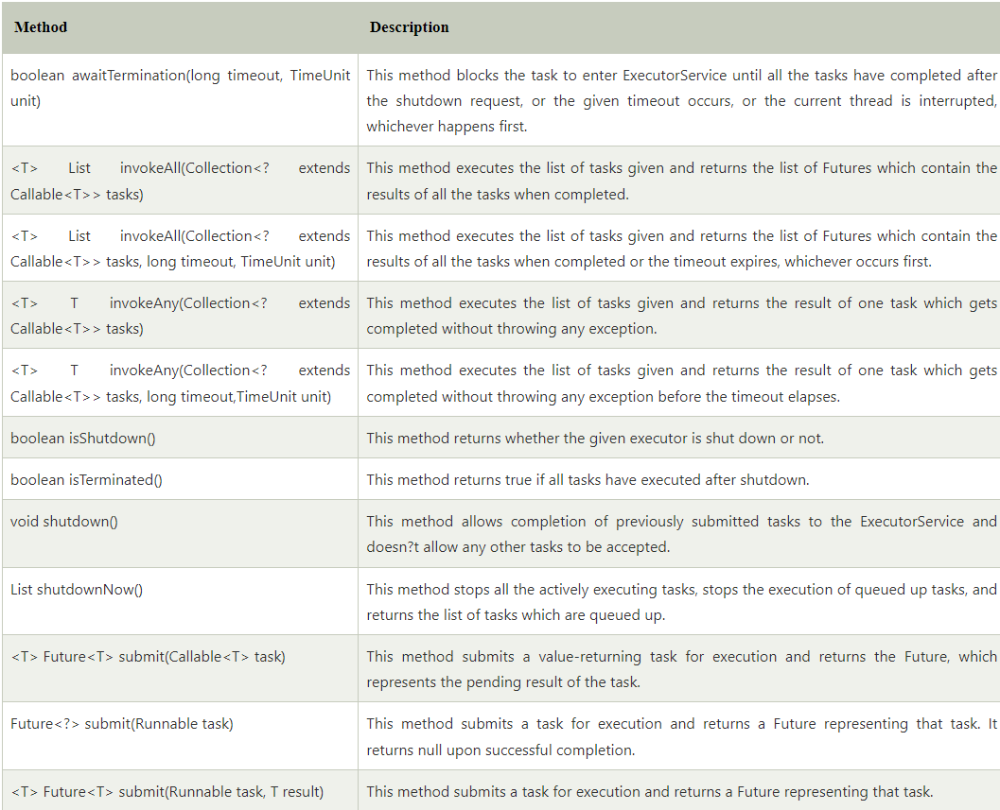 Method Description
boolean awaitTermination(long timeout, TimeUnit
unit)
This method blocks the task to enter ExecutorService until all the tasks have completed after
the shutdown request, or the given timeout occurs, or the current thread is interrupted,
whichever happens first.
<T> List invokeAll(Collection<? extends
Callable<T>> tasks)
This method executes the list of tasks given and returns the list of Futures which contain the
results of all the tasks when completed.
<T> List invokeAll(Collection<? extends
Callable<T>> tasks, long timeout, TimeUnit unit)
This method executes the list of tasks given and returns the list of Futures which contain the
results of all the tasks when completed or the timeout expires, whichever occurs first.
<T> T invokeAny(Collection<? extends
Callable<T>> tasks)
This method executes the list of tasks given and returns the result of one task which gets
completed without throwing any exception.
<T> T invokeAny(Collection<? extends
Callable<T>> tasks, long timeout,TimeUnit unit)
This method executes the list of tasks given and returns the result of one task which gets
completed without throwing any exception before the timeout elapses.
boolean isShutdown()
This method returns whether the given executor is shut down or not.
boolean isTerminated()
This method returns true if all tasks have executed after shutdown.
void shutdown()
This method allows completion of previously submitted tasks to the ExecutorService and
doesn?t allow any other tasks to be accepted.
List shutdownNow()
This method stops all the actively executing tasks, stops the execution of queued up tasks, and
returns the list of tasks which are queued up.
<T> Future<T> submit(Callable<T> task)
This method submits a value-returning task for execution and returns the Future, which
represents the pending result of the task.
Future<?> submit(Runnable task)
This method submits a task for execution and returns a Future representing that task. It
returns null upon successful completion.
<T> Future<T> submit(Runnable task, T result)
This method submits a task for execution and returns a Future representing that task.